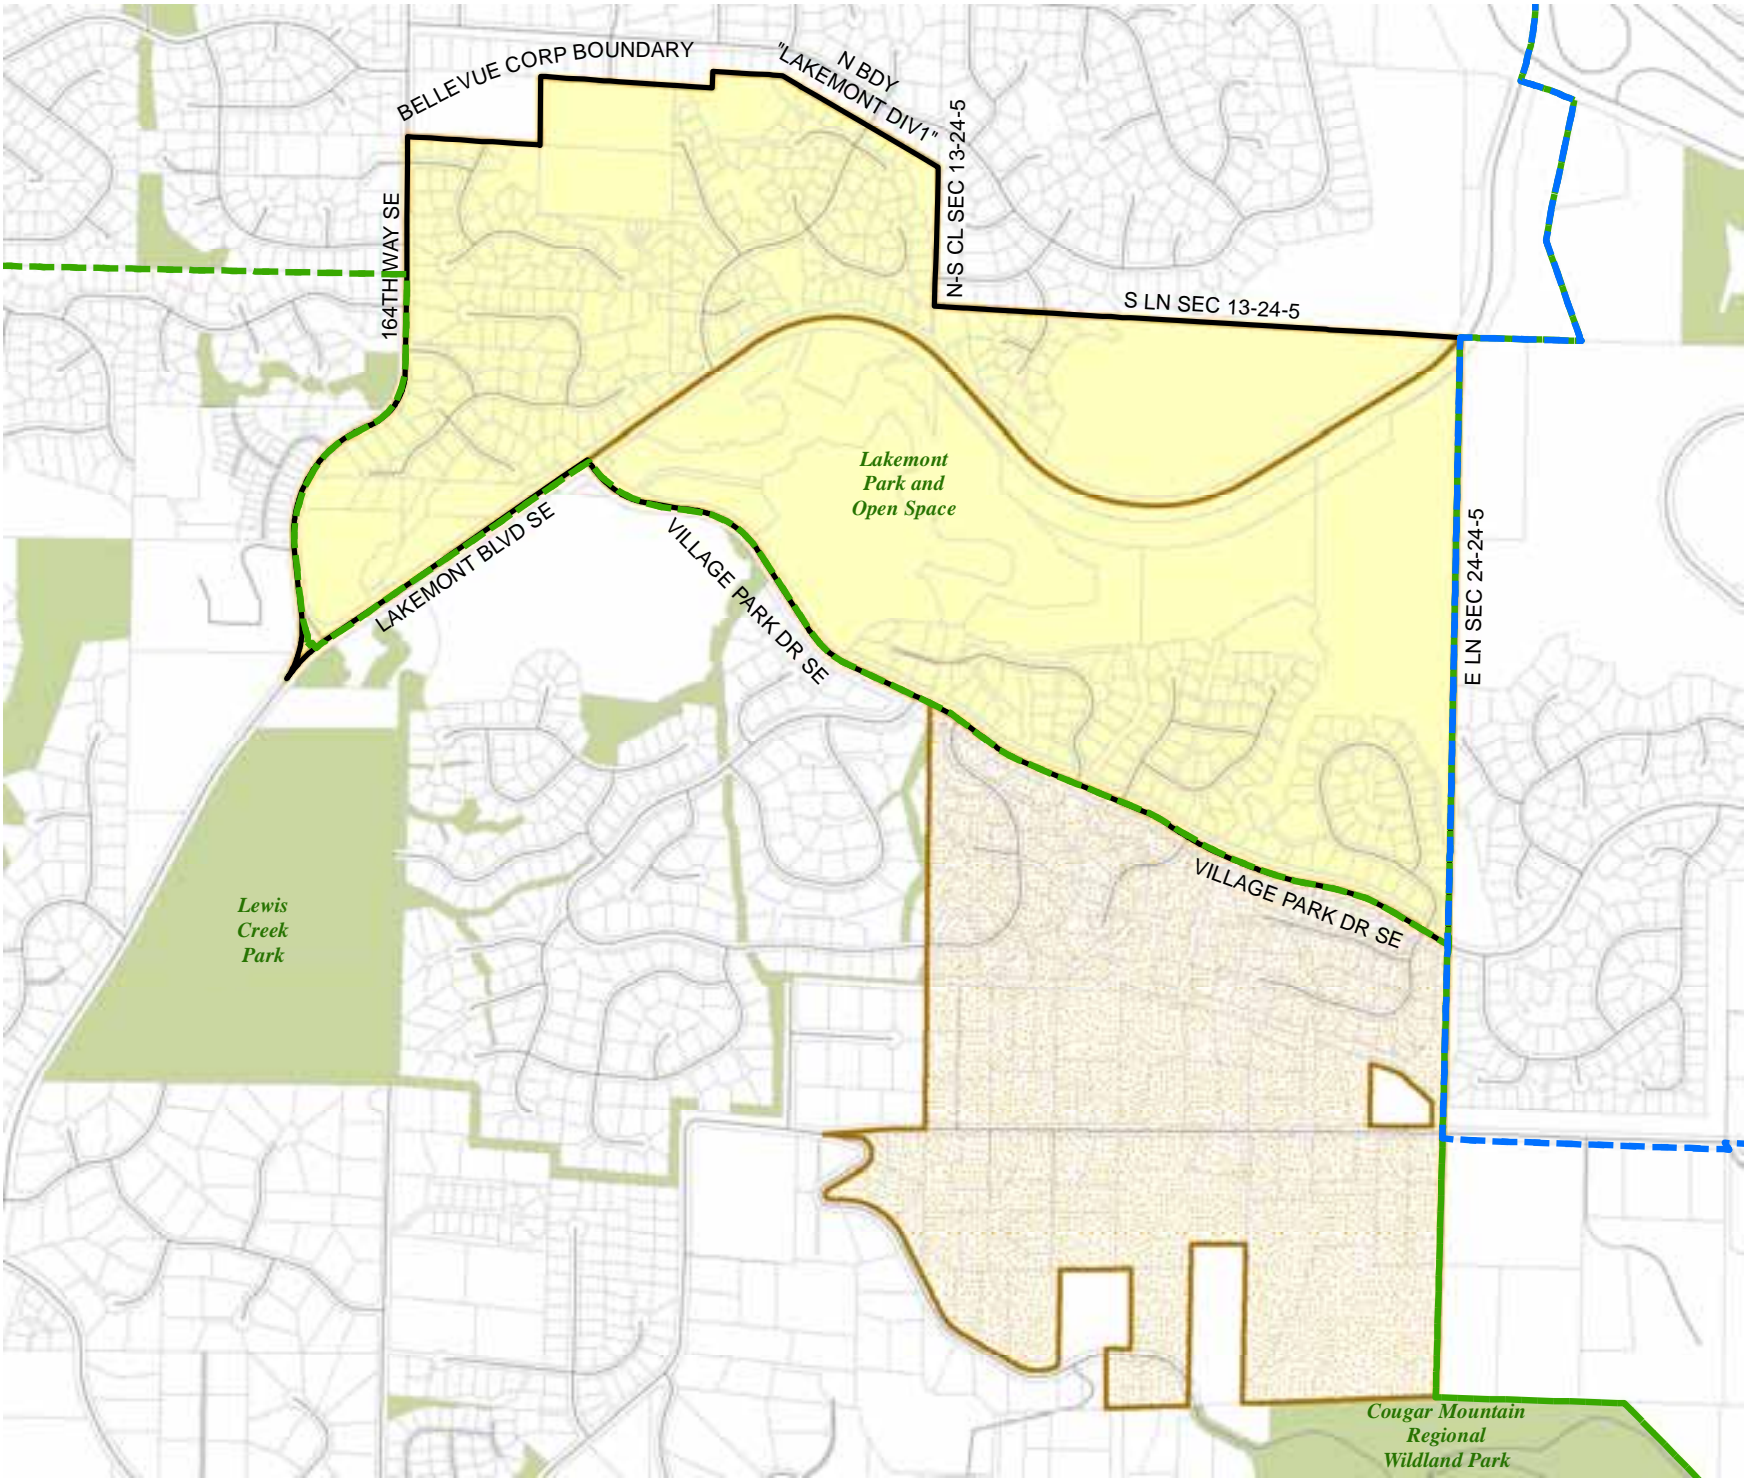 BELLEVUE CORP BOUNDARY
N BDY
"LAKEMONT DIV1"
N-S CL SEC 13-24-5
164TH WAY SE
S LN SEC 13-24-5
Lakemont
Park and
Open Space
LAKEMONT BLVD SE
VILLAGE PARK DR SE
E LN SEC 24-24-5
VILLAGE PARK DR SE
Lewis
Creek
Park
Cougar Mountain
Regional
Wildland Park